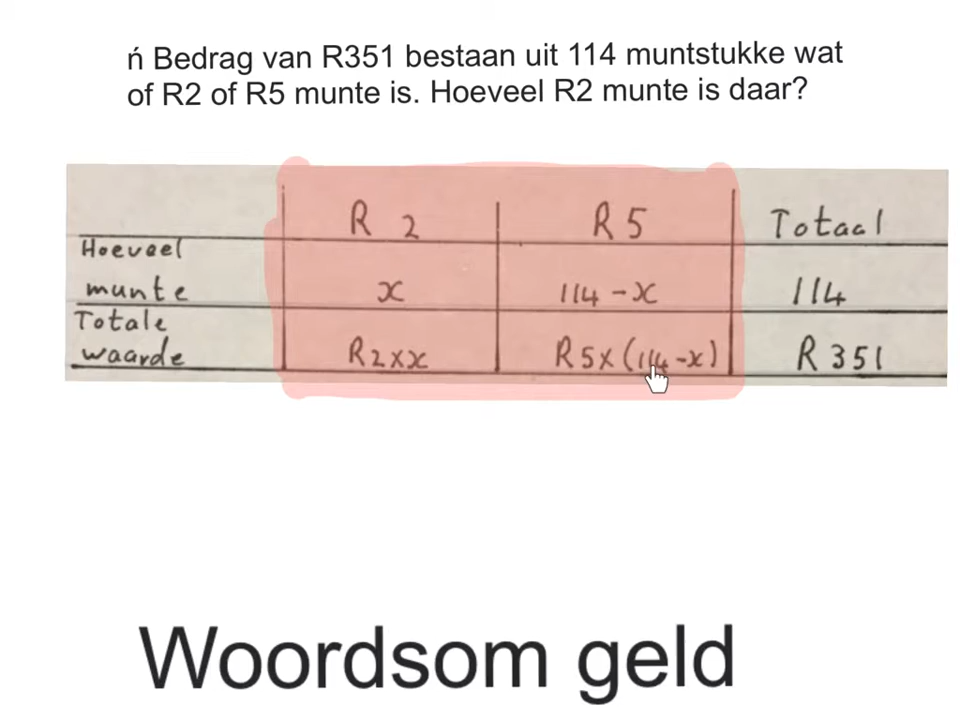 ń Bedrag van R351 bestaan uit 114 muntstukke wat
of R2 of R5 munte is. Hoeveel R2 munte is daar?
R 2 R 5 Totaal
Hoeveel
munte x 114 - x 114
Totale
waarde R2 x x R5 x (114 - x) R 351
Woordsom geld